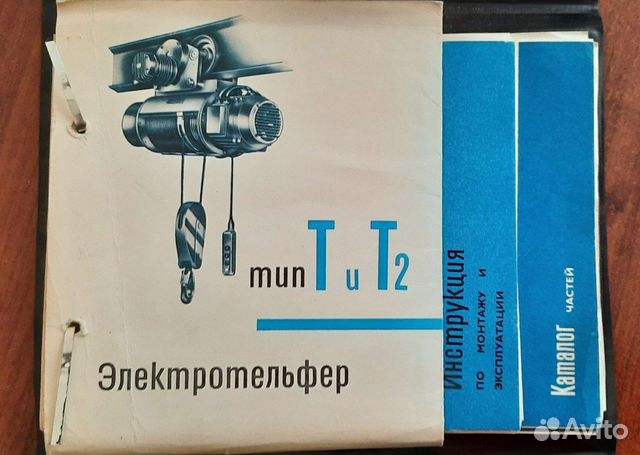 тип Т и Т2
Электротельфер
Инструкция
ПО МОНТАЖУ И
ЭКСПЛУАТАЦИИ
Каталог ЧАСТЕЙ
Avito